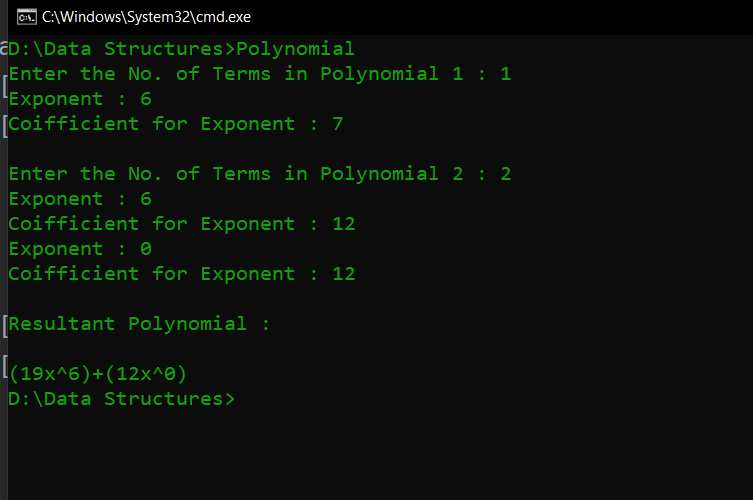 C:\Windows\System32\cmd.exe
D:\Data Structures>Polynomial
Enter the No. of Terms in Polynomial 1 : 1
Exponent : 6
Coifficient for Exponent : 7
Enter the No. of Terms in Polynomial 2 : 2
Exponent : 6
Coifficient for Exponent : 12
Exponent : 0
Coifficient for Exponent : 12
Resultant Polynomial :
(19x^6)+(12x^0)
D:\Data Structures>